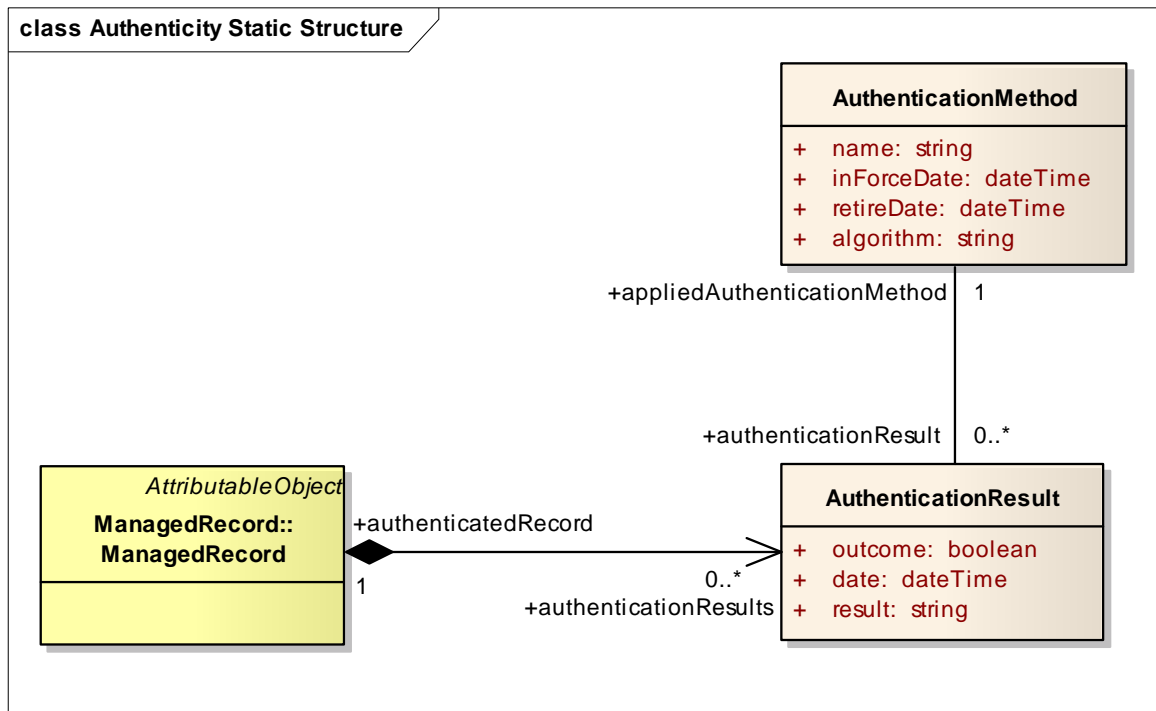 class Authenticity Static Structure
AuthenticationMethod
+ name: string
+ inForceDate: dateTime
+ retireDate: dateTime
+ algorithm: string
+appliedAuthenticationMethod 1
+authenticationResult 0..*
AttributableObject
ManagedRecord::
ManagedRecord
+authenticatedRecord
1
0..*
+authenticationResults
AuthenticationResult
+ outcome: boolean
+ date: dateTime
+ result: string